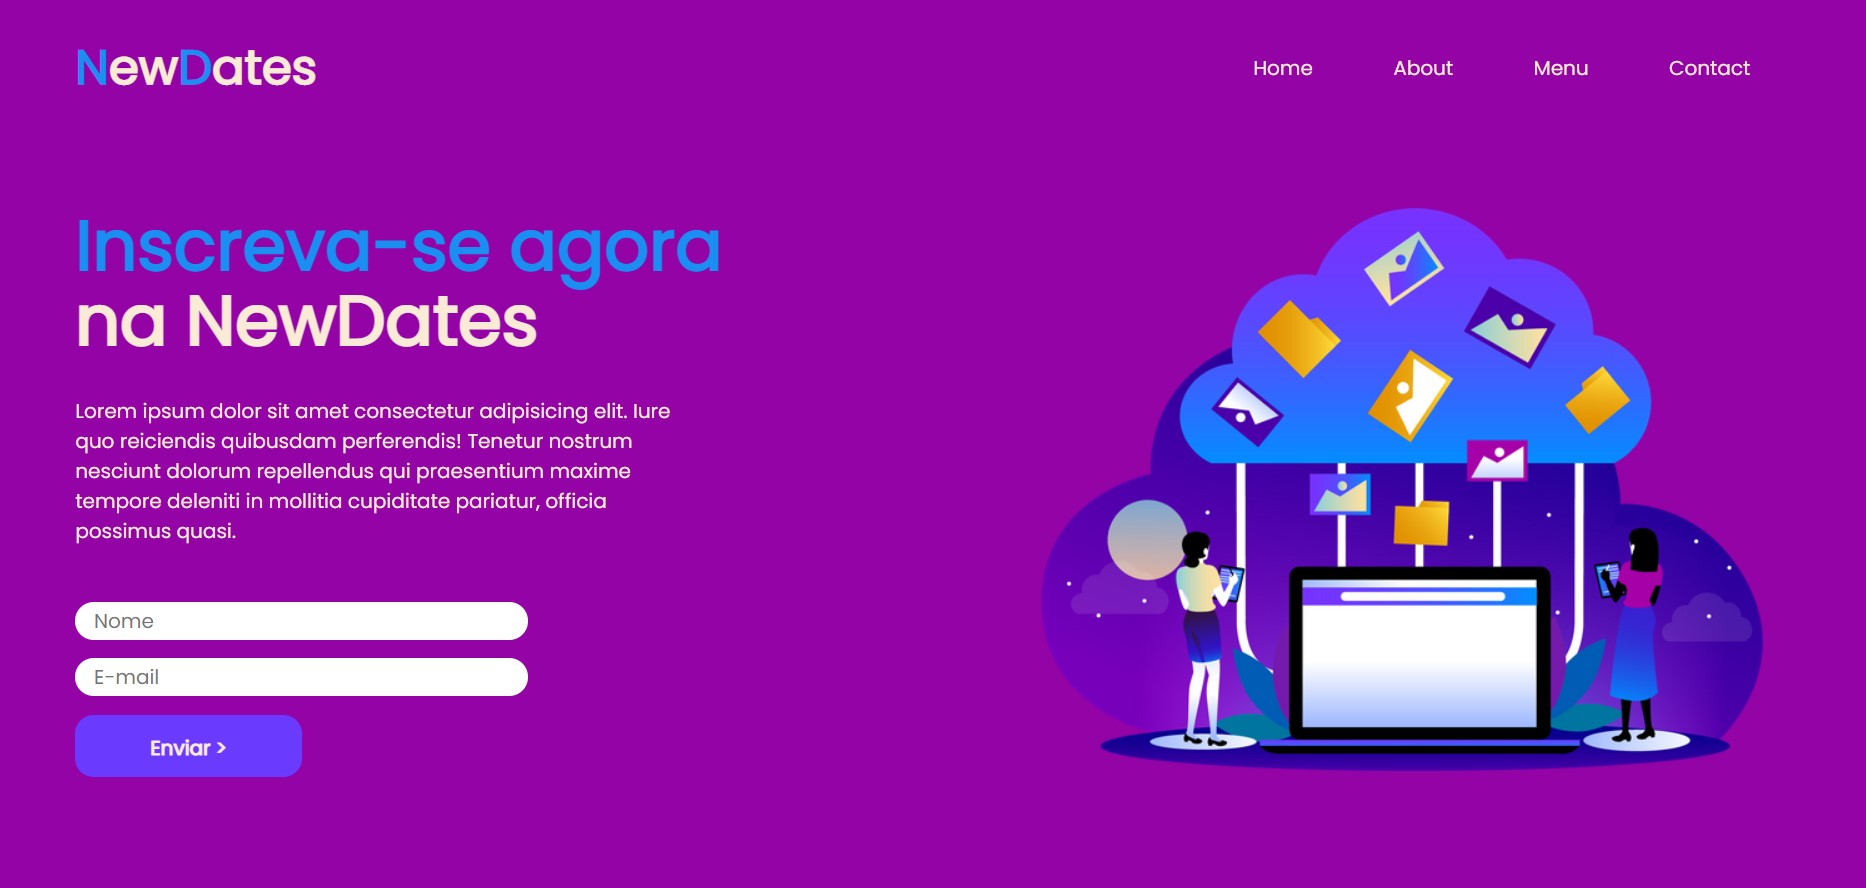 NewDates
Home About Menu Contact
Inscreva-se agora
na NewDates
Lorem ipsum dolor sit amet consectetur adipisicing elit. Iure
quo reiciendis quibusdam perferendis! Tenetur nostrum
nesciunt dolorum repellendus qui praesentium maxime
tempore deleniti in mollitia cupiditate pariatur, officia
possimus quasi.
Nome
E-mail
Enviar >